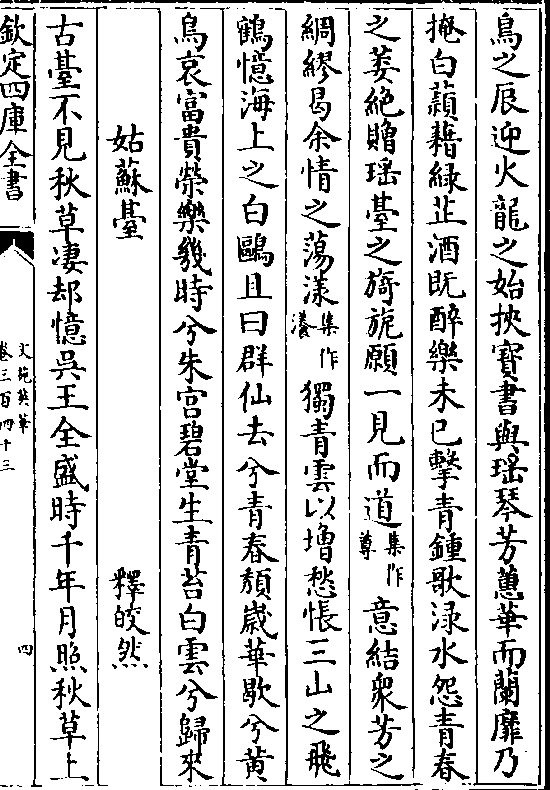 鳥之辰迎火龍之始挾寳書與瑶琴芳蕙華而蘭靡乃
掩白蘋藉緑芷酒既醉樂未已擊青鍾歌渌水怨青春
之萎絶贈瑶臺之旖旎願一見而道集作尊意結衆芳之
綢繆曷余情之蕩漾集作瀁獨青雲以增愁悵三山之飛
鶴憶海上之白鷗且曰群仙去兮青春頽嵗華歇兮黄
鳥哀富貴榮樂幾時兮朱宫碧堂生青苔白雲兮歸來
姑蘇臺 釋皎然
古臺不見秋草凄却憶吳王全盛時千年月照秋草上
欽定四庫全書
文苑英華
卷三百四十三
四